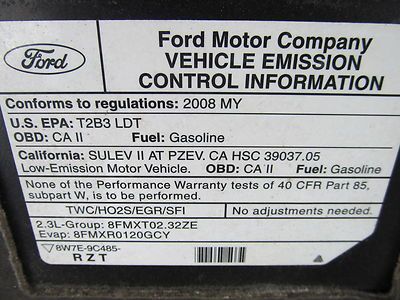 Ford
Ford Motor Company
VEHICLE EMISSION
CONTROL INFORMATION
Conforms to regulations: 2008 MY
U.S. EPA: T2B3 LDT
OBD: CA II Fuel: Gasoline
California: SULEV II AT PZEV. CA HSC 39037.05
Low-Emission Motor Vehicle. OBD: CA II Fuel: Gasoline
None of the Performance Warranty tests of 40 CFR Part 85,
subpart W, is to be performed.
TWC/HO2S/EGR/SFI No adjustments needed.
2.3L-Group: 8FMXT02.32ZE
Evap: 8FMXR0120GCY
8W7E-9C485-
RZT